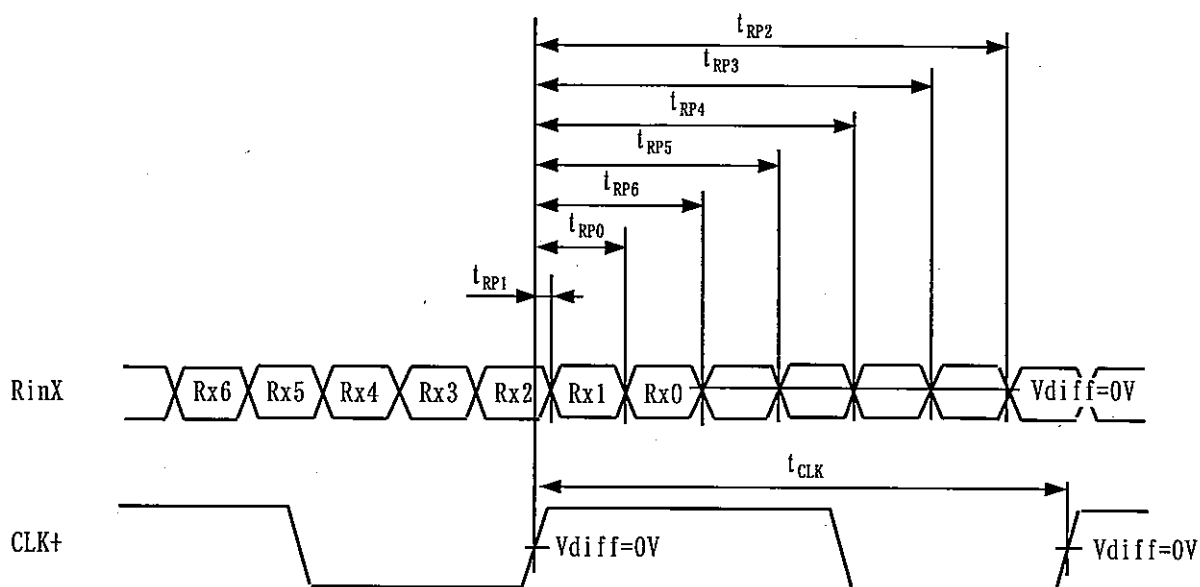 tRP2
tRP3
tRP4
tRP5
tRP6
tRP0
tRP1
RinX Rx6 Rx5 Rx4 Rx3 Rx2 Rx1 Rx0 Vdiff=0V
tCLK
CLK+ Vdiff=0V Vdiff=0V